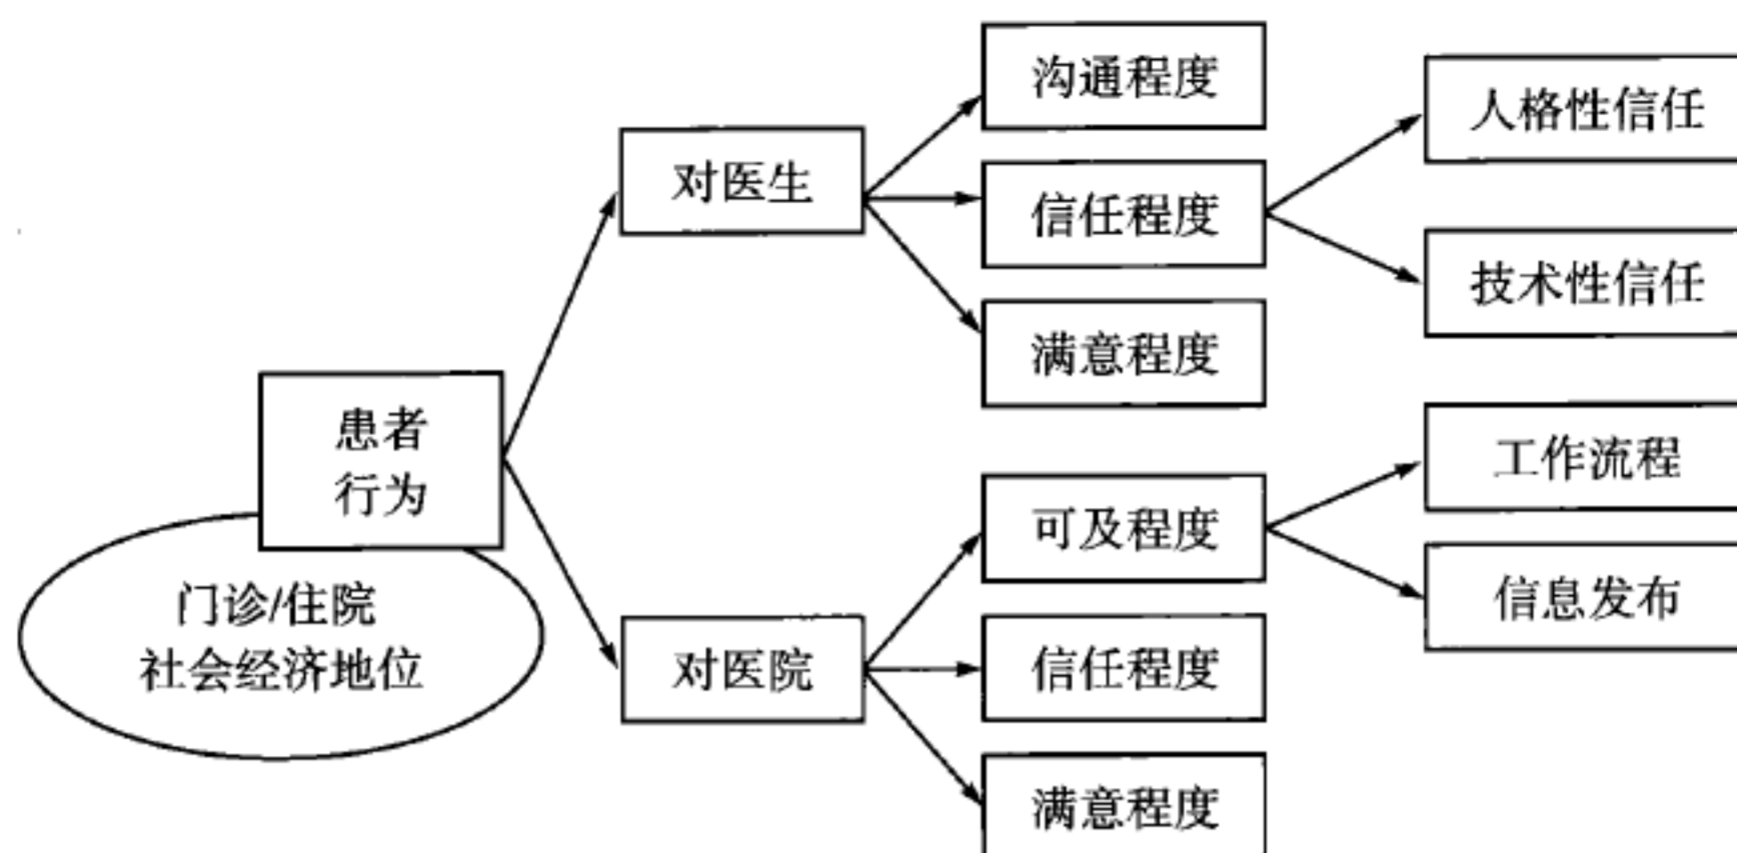 沟通程度
人格性信任
对医生
信任程度
技术性信任
满意程度
患者
行为
工作流程
可及程度
信息发布
门诊/住院
社会经济地位
对医院
信任程度
满意程度